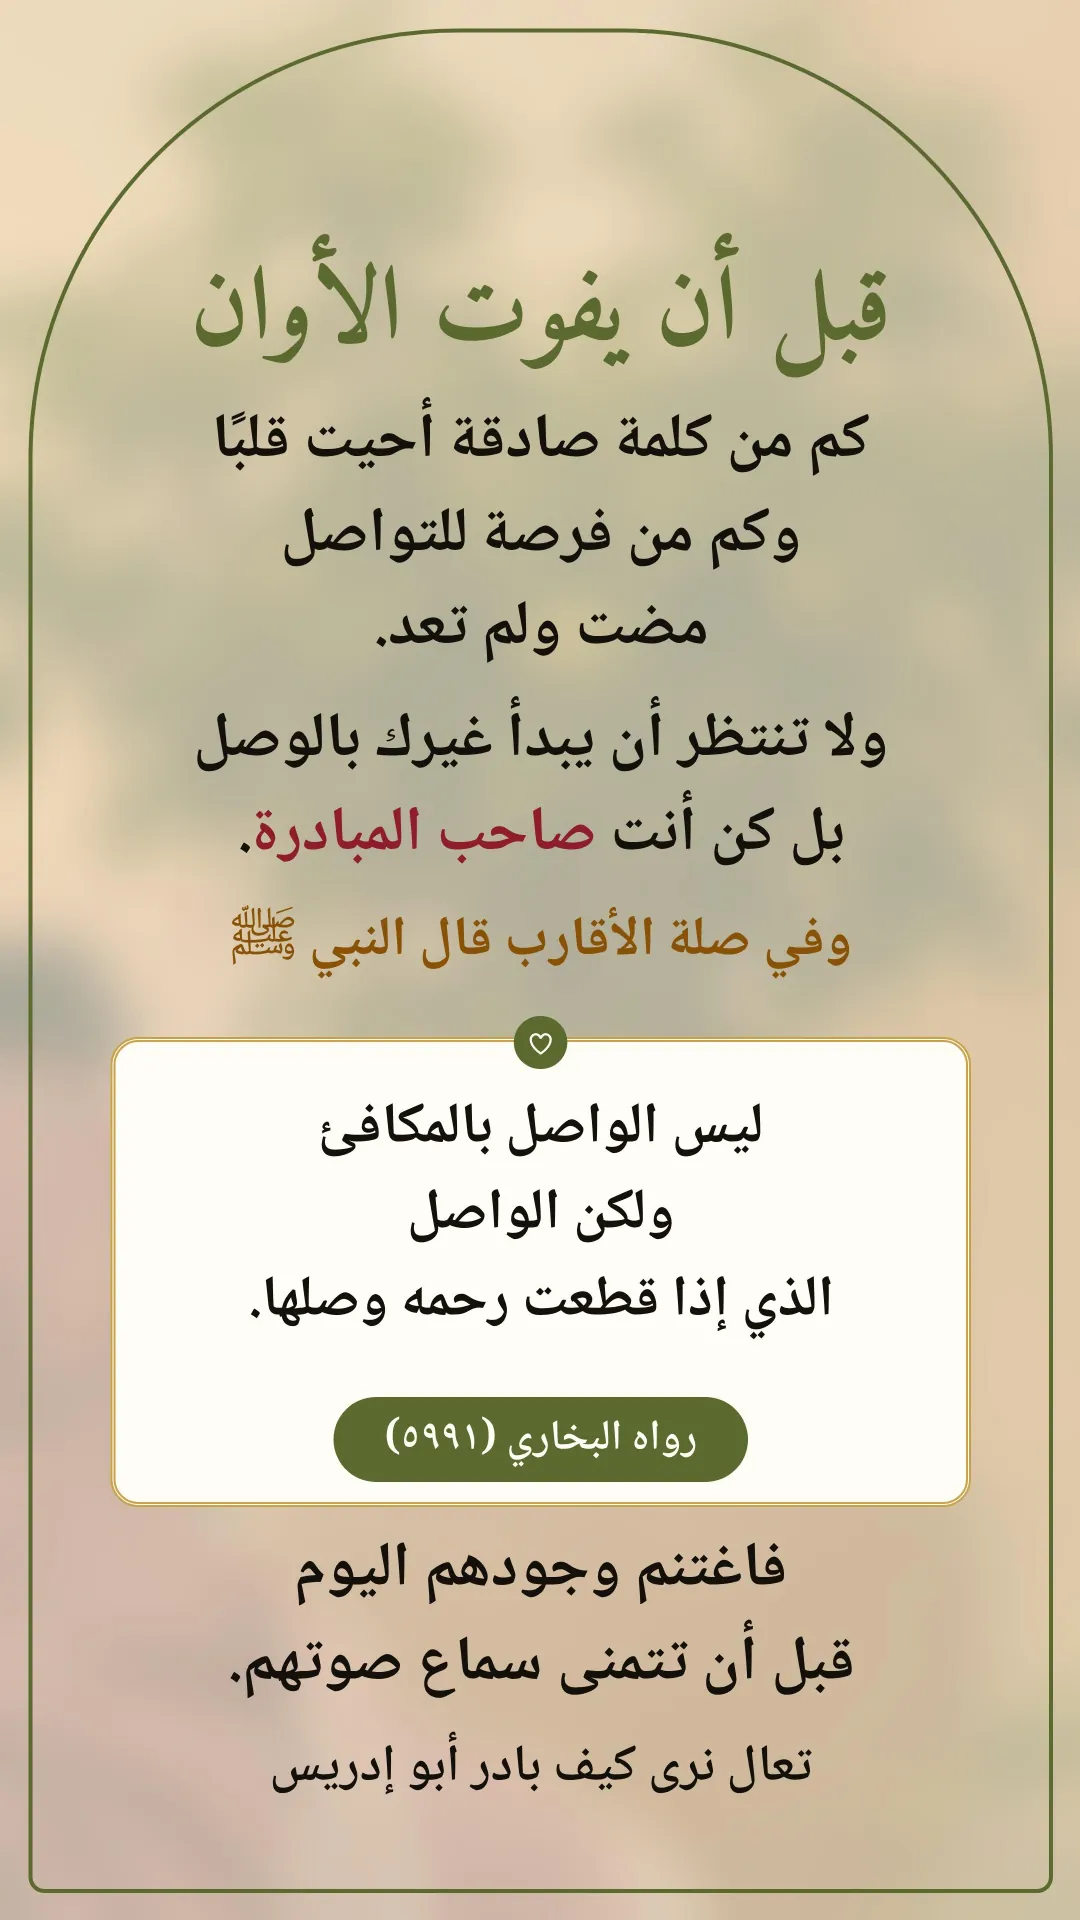 قبل أن يفوت الأوان
كم من كلمة صادقة أحيت قلبًا
وكم من فرصة للتواصل
مضت ولم تعد.
ولا تنتظر أن يبدأ غيرك بالوصل
بل كن أنت صاحب المبادرة.
وفي صلة الأقارب قال النبي ﷺ
ليس الواصل بالمكافئ
ولكن الواصل
الذي إذا قطعت رحمه وصلها.
رواه البخاري (٥٩٩١)
فاغتنم وجودهم اليوم
قبل أن تتمنى سماع صوتهم.
تعال نرى كيف بادر أبو إدريس